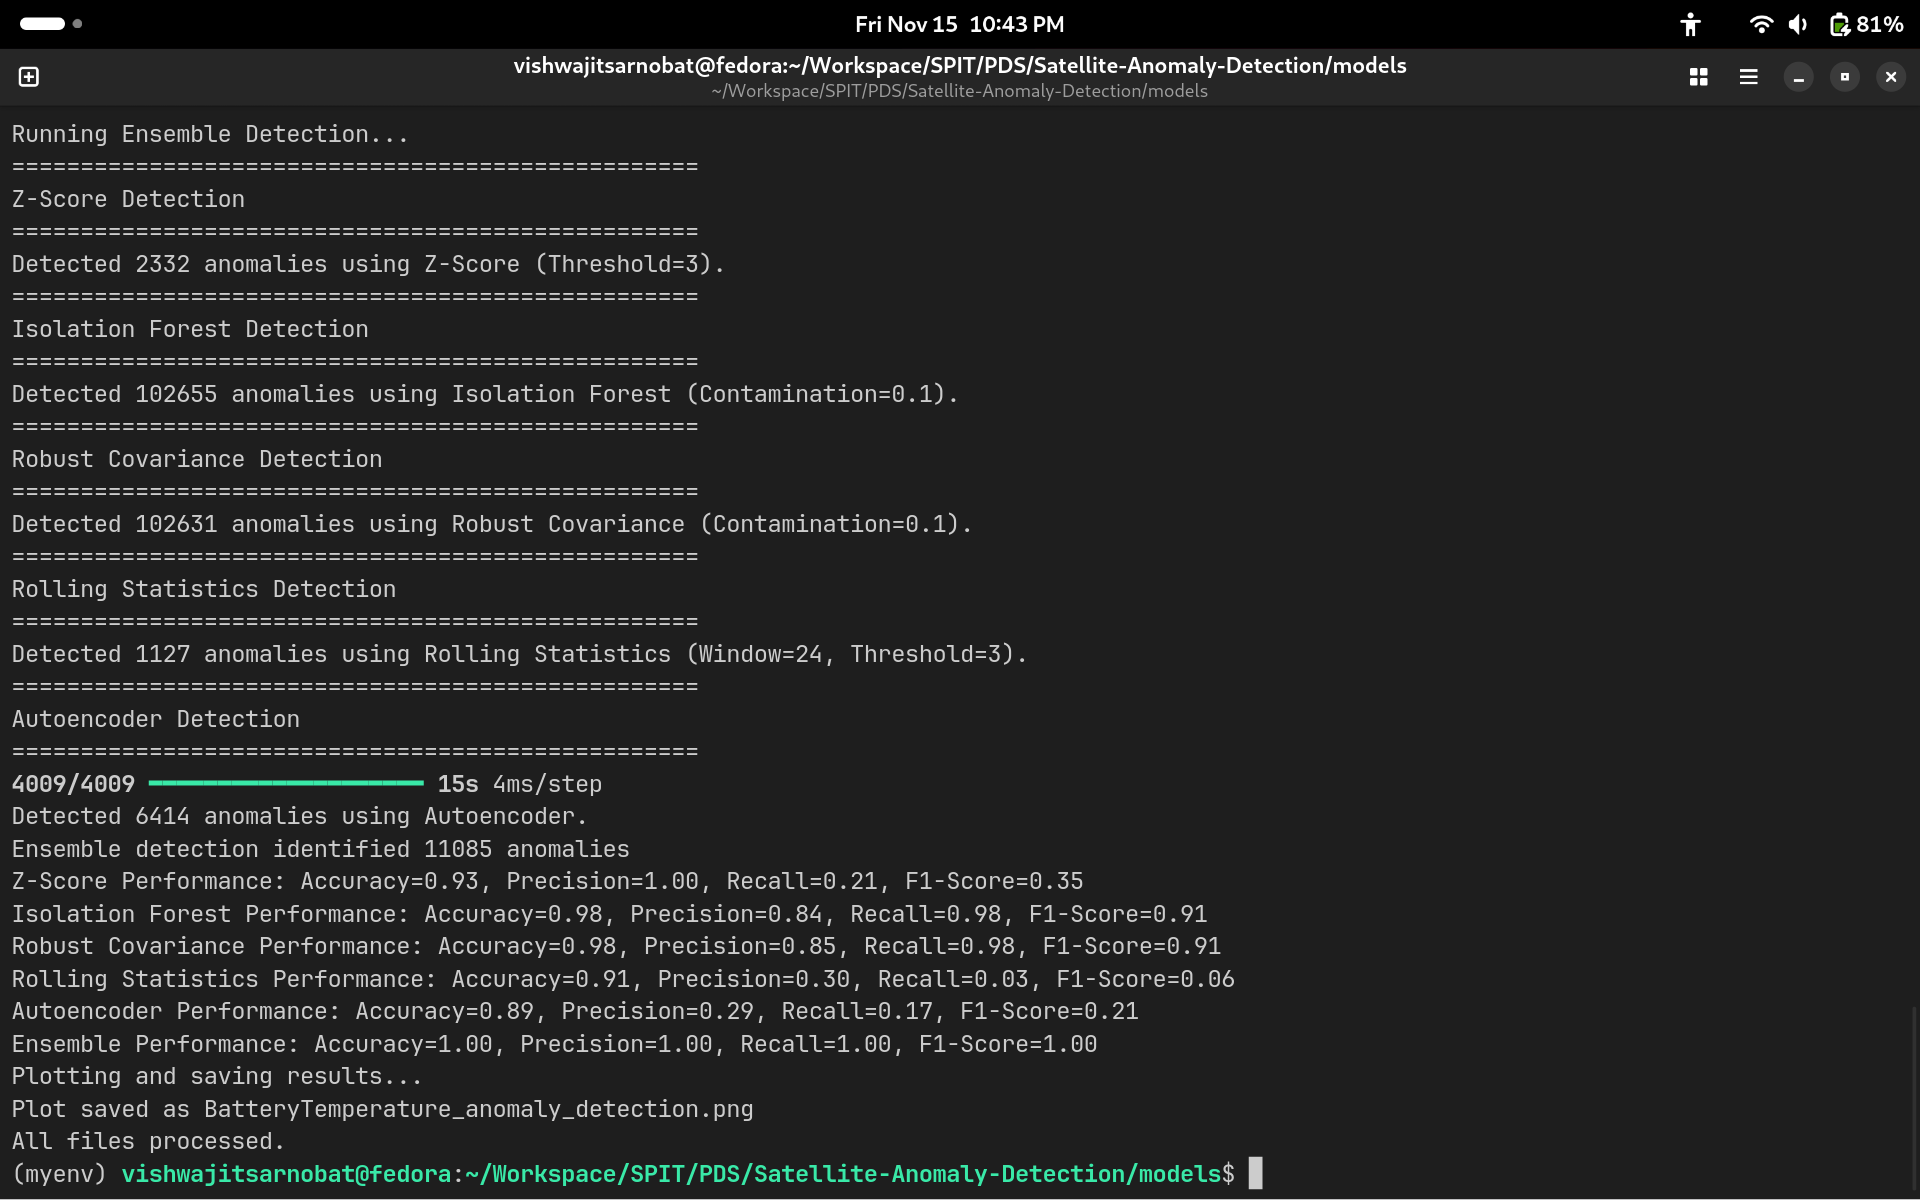 Fri Nov 15 10:43 PM
81%
vishwajitsarnobat@fedora:~/Workspace/SPIT/PDS/Satellite-Anomaly-Detection/models
~/Workspace/SPIT/PDS/Satellite-Anomaly-Detection/models
Running Ensemble Detection...
==================================================
Z-Score Detection
==================================================
Detected 2332 anomalies using Z-Score (Threshold=3).
==================================================
Isolation Forest Detection
==================================================
Detected 102655 anomalies using Isolation Forest (Contamination=0.1).
==================================================
Robust Covariance Detection
==================================================
Detected 102631 anomalies using Robust Covariance (Contamination=0.1).
==================================================
Rolling Statistics Detection
==================================================
Detected 1127 anomalies using Rolling Statistics (Window=24, Threshold=3).
==================================================
Autoencoder Detection
==================================================
4009/4009 ━━━━━━━━━━━━━━━━━━━━ 15s 4ms/step
Detected 6414 anomalies using Autoencoder.
Ensemble detection identified 11085 anomalies
Z-Score Performance: Accuracy=0.93, Precision=1.00, Recall=0.21, F1-Score=0.35
Isolation Forest Performance: Accuracy=0.98, Precision=0.84, Recall=0.98, F1-Score=0.91
Robust Covariance Performance: Accuracy=0.98, Precision=0.85, Recall=0.98, F1-Score=0.91
Rolling Statistics Performance: Accuracy=0.91, Precision=0.30, Recall=0.03, F1-Score=0.06
Autoencoder Performance: Accuracy=0.89, Precision=0.29, Recall=0.17, F1-Score=0.21
Ensemble Performance: Accuracy=1.00, Precision=1.00, Recall=1.00, F1-Score=1.00
Plotting and saving results...
Plot saved as BatteryTemperature_anomaly_detection.png
All files processed.
(myenv) vishwajitsarnobat@fedora:~/Workspace/SPIT/PDS/Satellite-Anomaly-Detection/models$